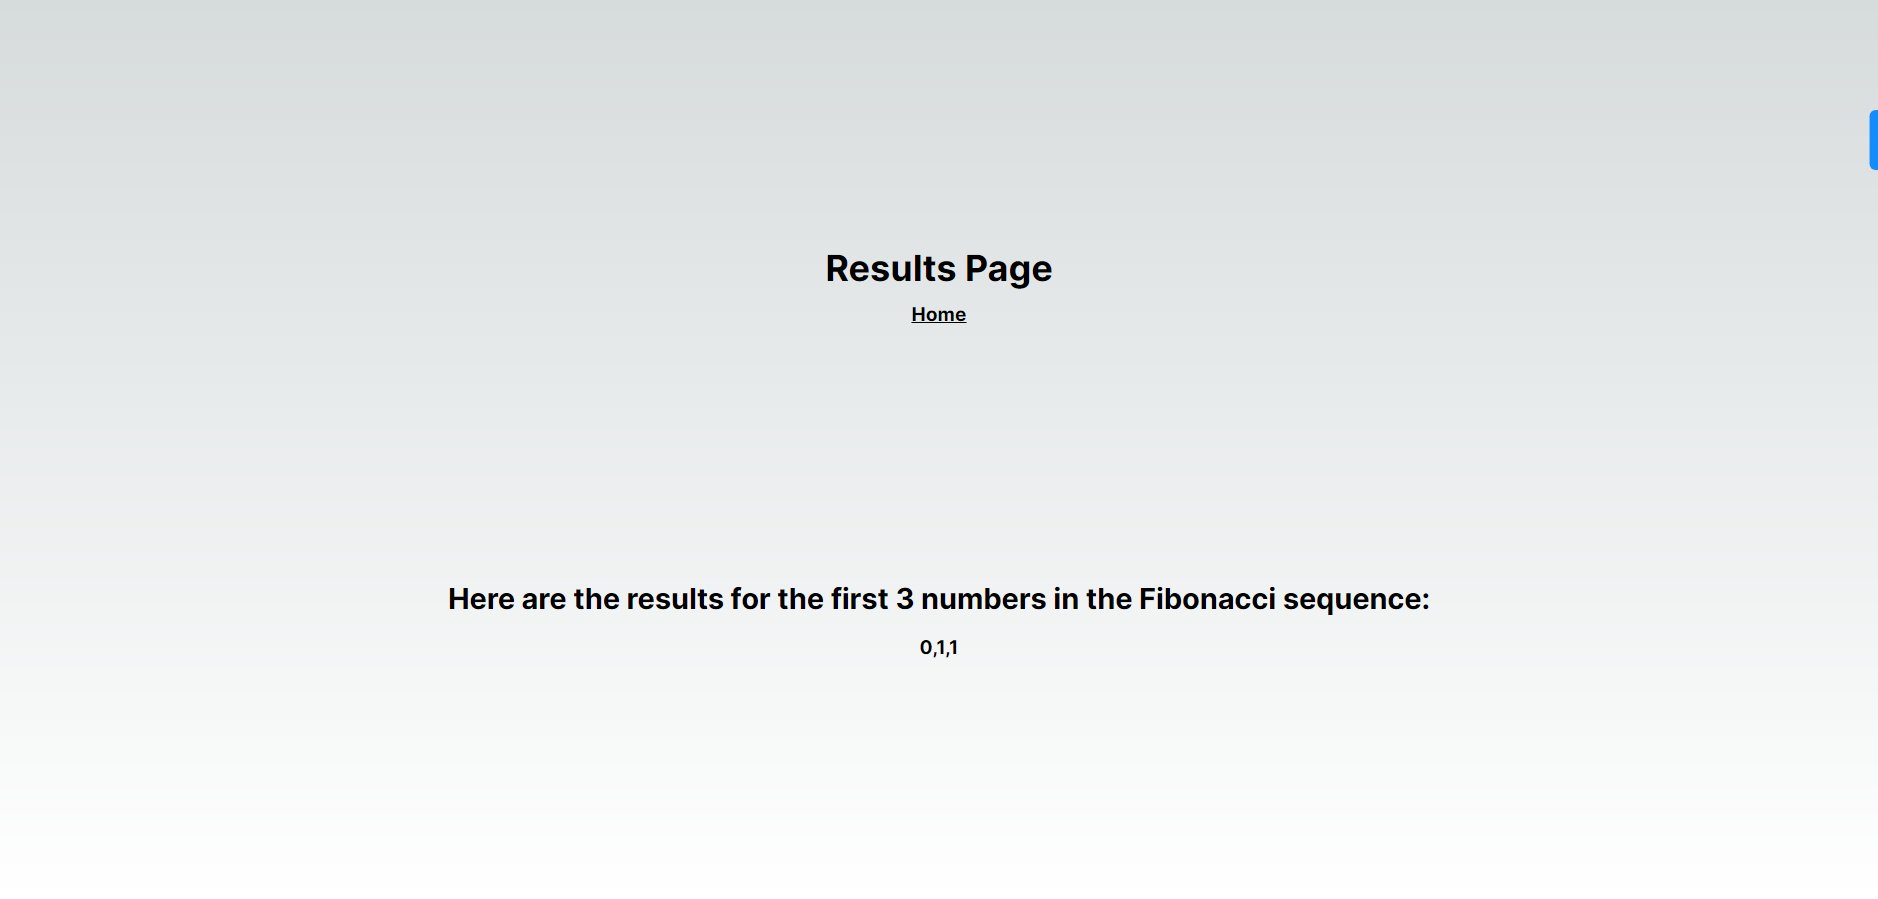 Results Page
Home
Here are the results for the first 3 numbers in the Fibonacci sequence:
0,1,1